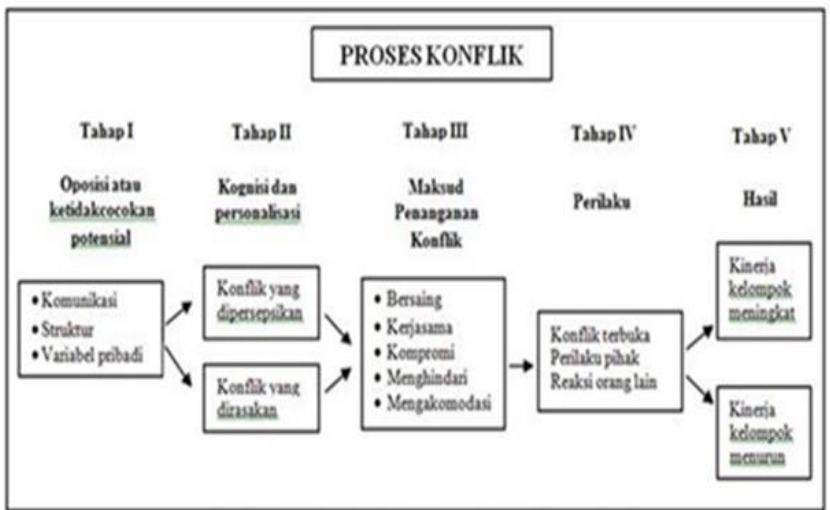 PROSES KONFLIK
Tahap I
Oposisi atau
ketidakcocokan
potensial
• Komunikasi
• Struktur
• Variabel pribadi
Tahap II
Kognisi dan
personalisasi
Konflik yang
dipersepsikan
Konflik yang
dirasakan
Tahap III
Maksud
Penanganan
Konflik
• Bersaing
• Kerjasama
• Kompromi
• Menghindari
• Mengakomodasi
Tahap IV
Perilaku
Konflik terbuka
Perilaku pihak
Reaksi orang lain
Tahap V
Hasil
Kinerja
kelompok
meningkat
Kinerja
kelompok
menurun